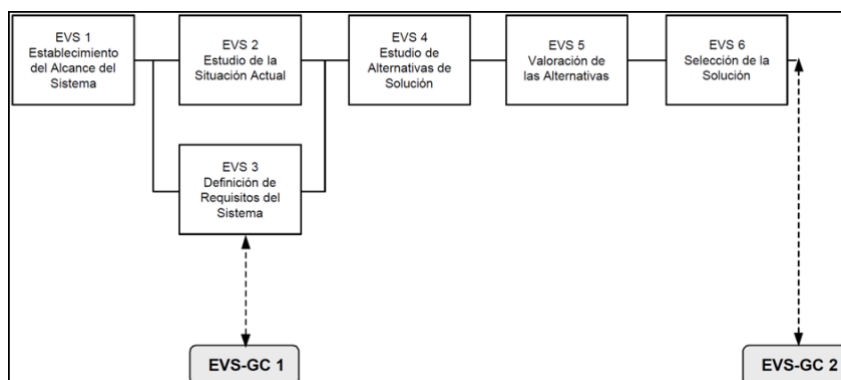 EVS 1
Establecimiento
del Alcance del
Sistema
EVS 2
Estudio de la
Situación Actual
EVS 3
Definición de
Requisitos del
Sistema
EVS 4
Estudio de
Alternativas de
Solución
EVS 5
Valoración de
las Alternativas
EVS 6
Selección de la
Solución
EVS-GC 1
EVS-GC 2